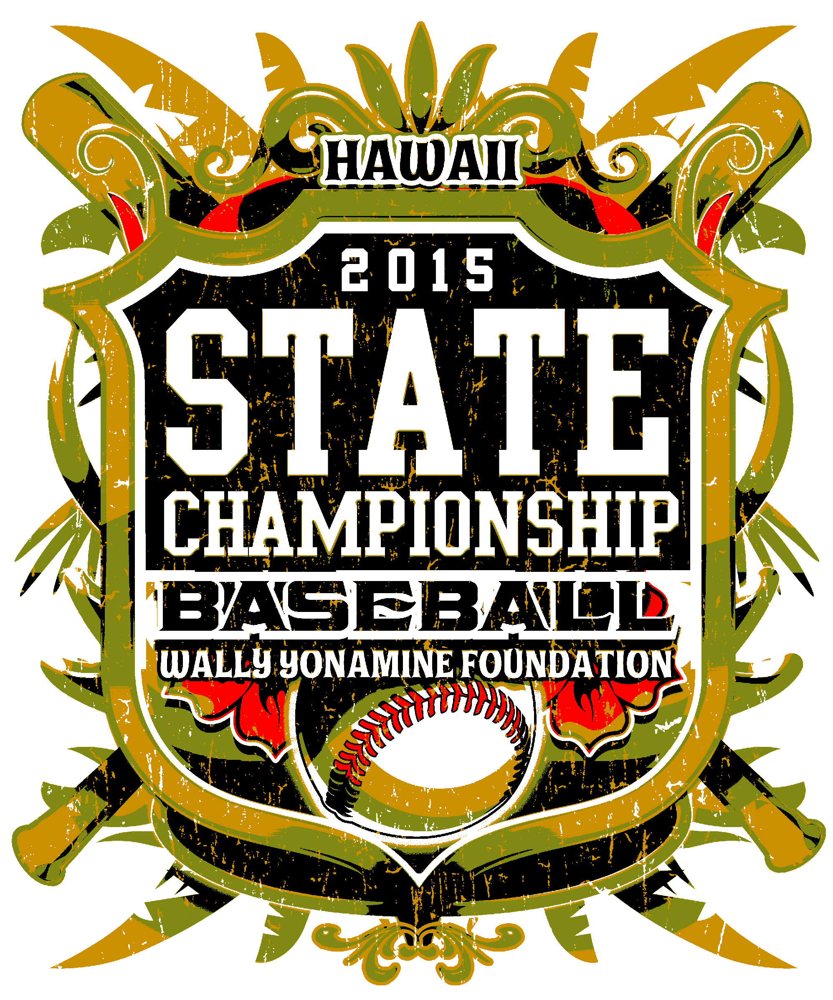 HAWAII
2015
STATE
CHAMPIONSHIP
BASEBALL
WALLY YONAMINE FOUNDATION